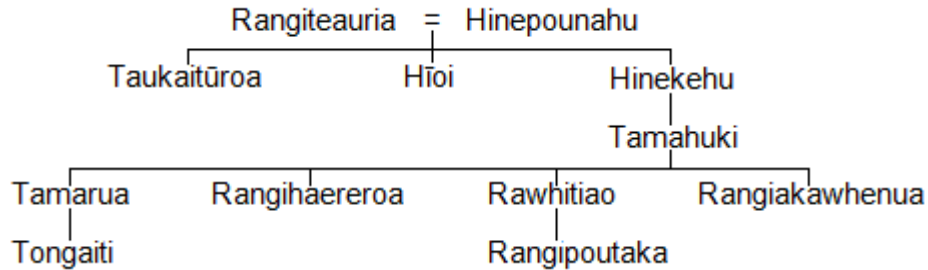 Rangiteauria = Hinepounahu
Taukaitūroa Hīoi Hinekehu
Tamahuki
Tamarua Rangihaereroa Rawhitiao Rangiakawhenua
Tongaiti Rangipoutaka